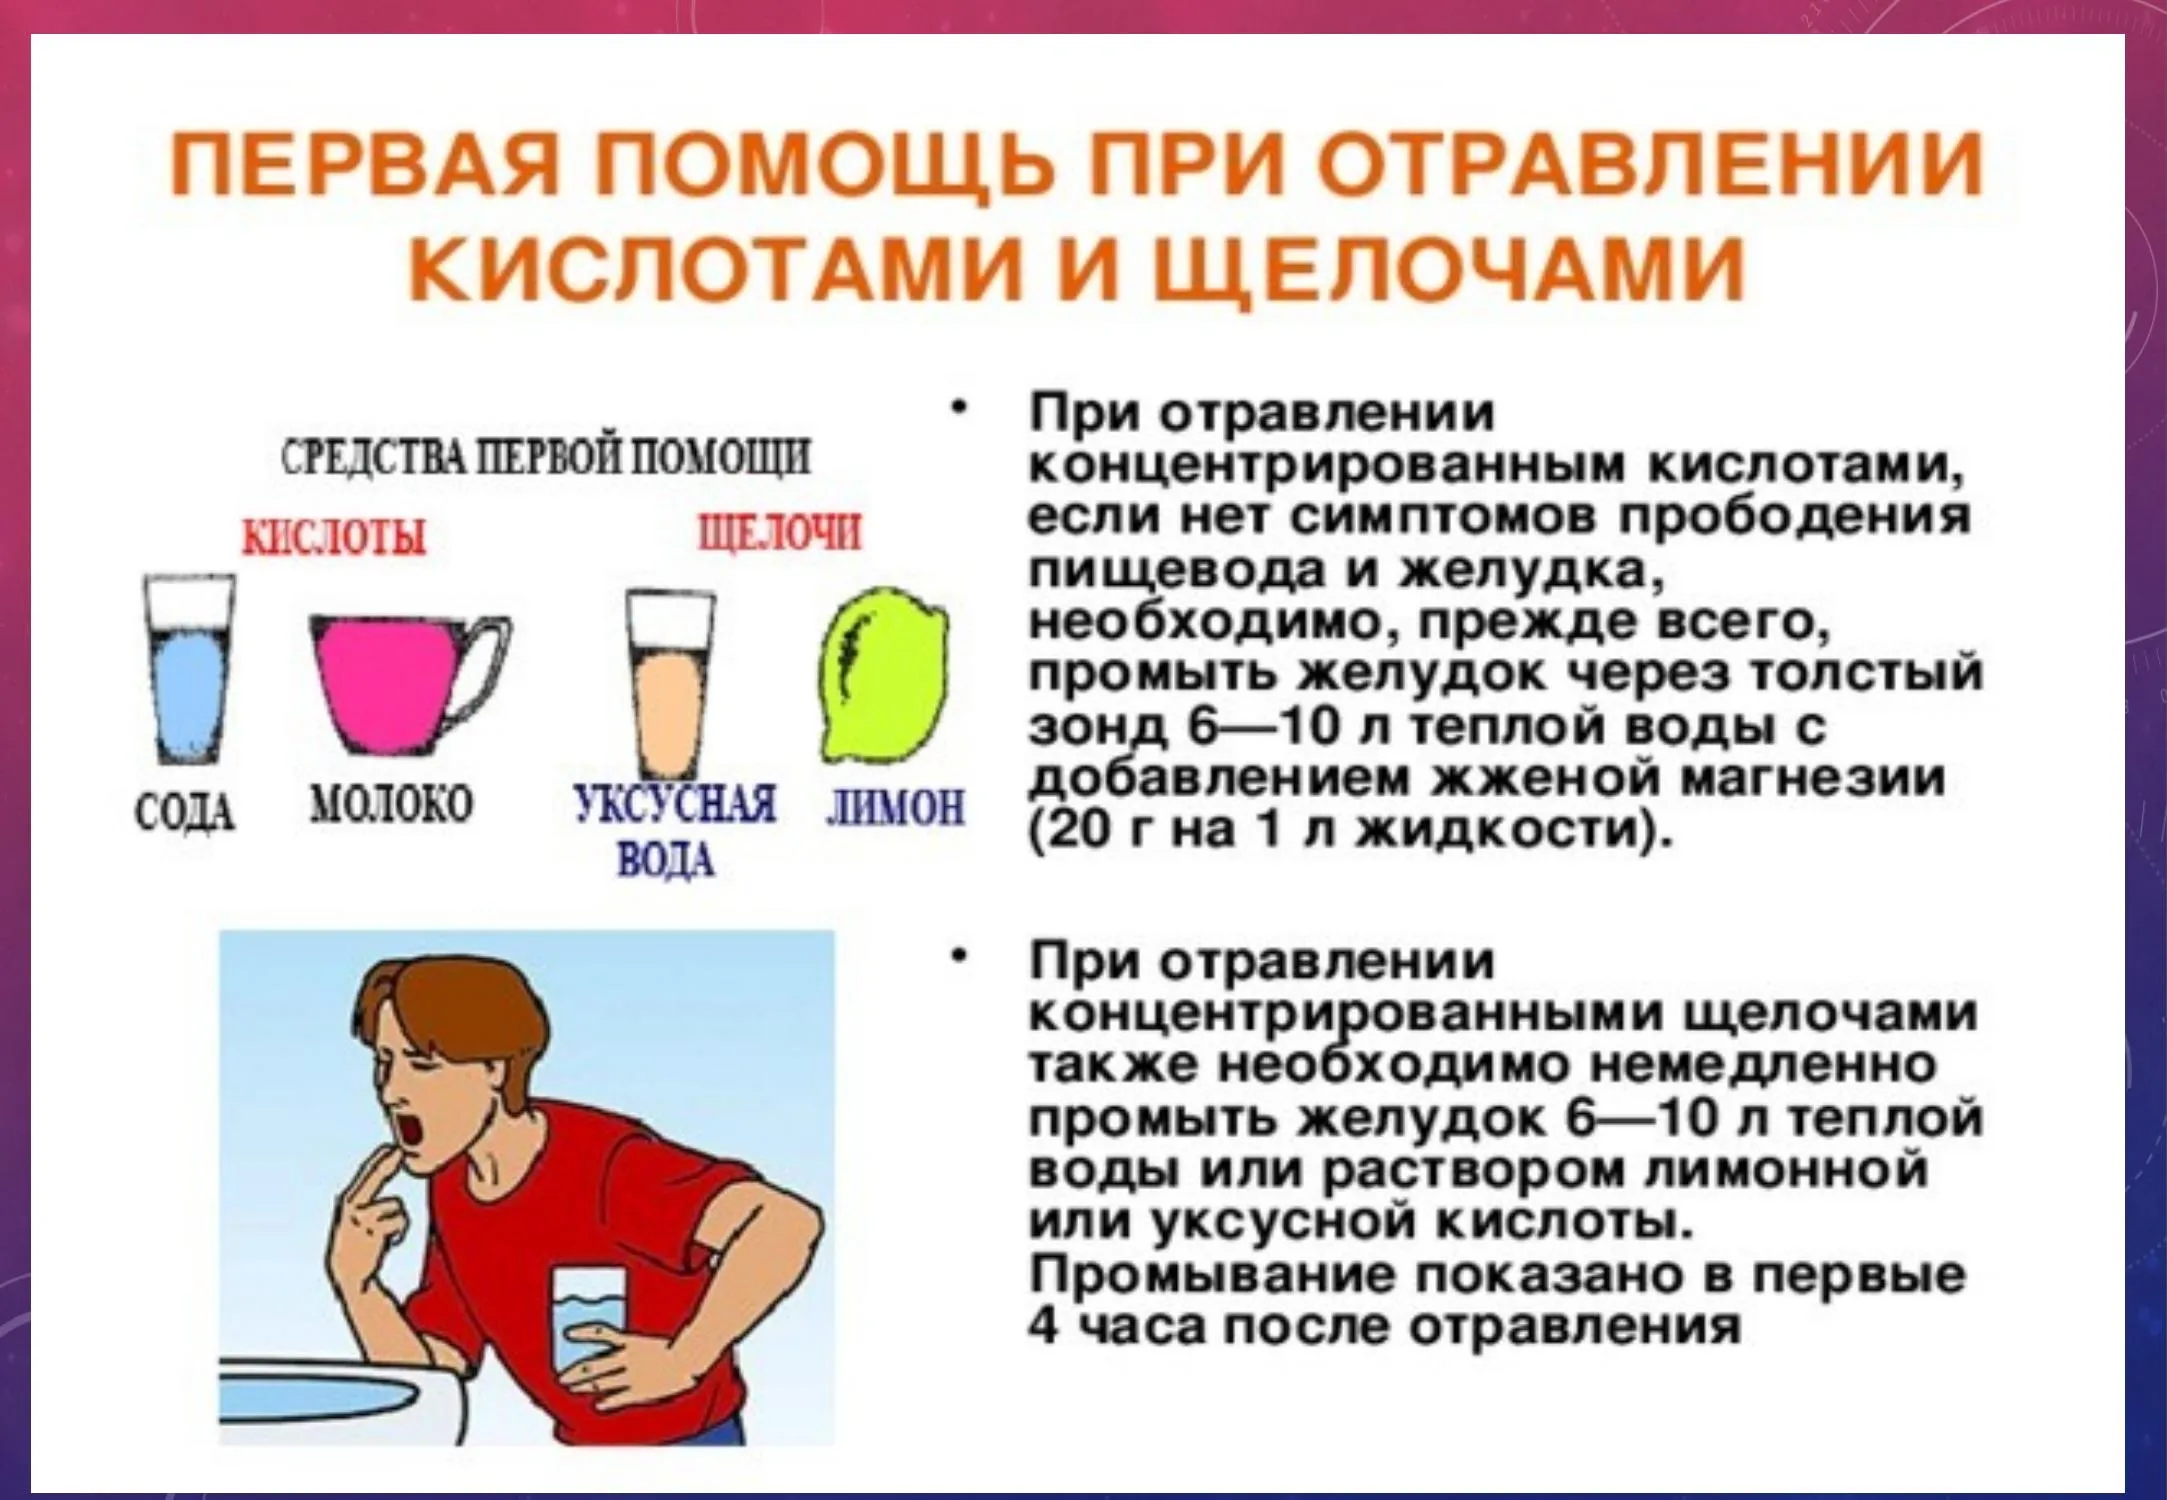 ПЕРВАЯ ПОМОЩЬ ПРИ ОТРАВЛЕНИИ
КИСЛОТАМИ И ЩЕЛОЧАМИ
СРЕДСТВА ПЕРВОЙ ПОМОЩИ
КИСЛОТЫ
ЩЕЛОЧИ
СОДА
МОЛОКО
УКСУСНАЯ
ВОДА
ЛИМОН
• При отравлении
концентрированным кислотами,
если нет симптомов прободения
пищевода и желудка,
необходимо, прежде всего,
промыть желудок через толстый
зонд 6—10 л теплой воды с
добавлением жженой магнезии
(20 г на 1 л жидкости).
• При отравлении
концентрированными щелочами
также необходимо немедленно
промыть желудок 6—10 л теплой
воды или раствором лимонной
или уксусной кислоты.
Промывание показано в первые
4 часа после отравления